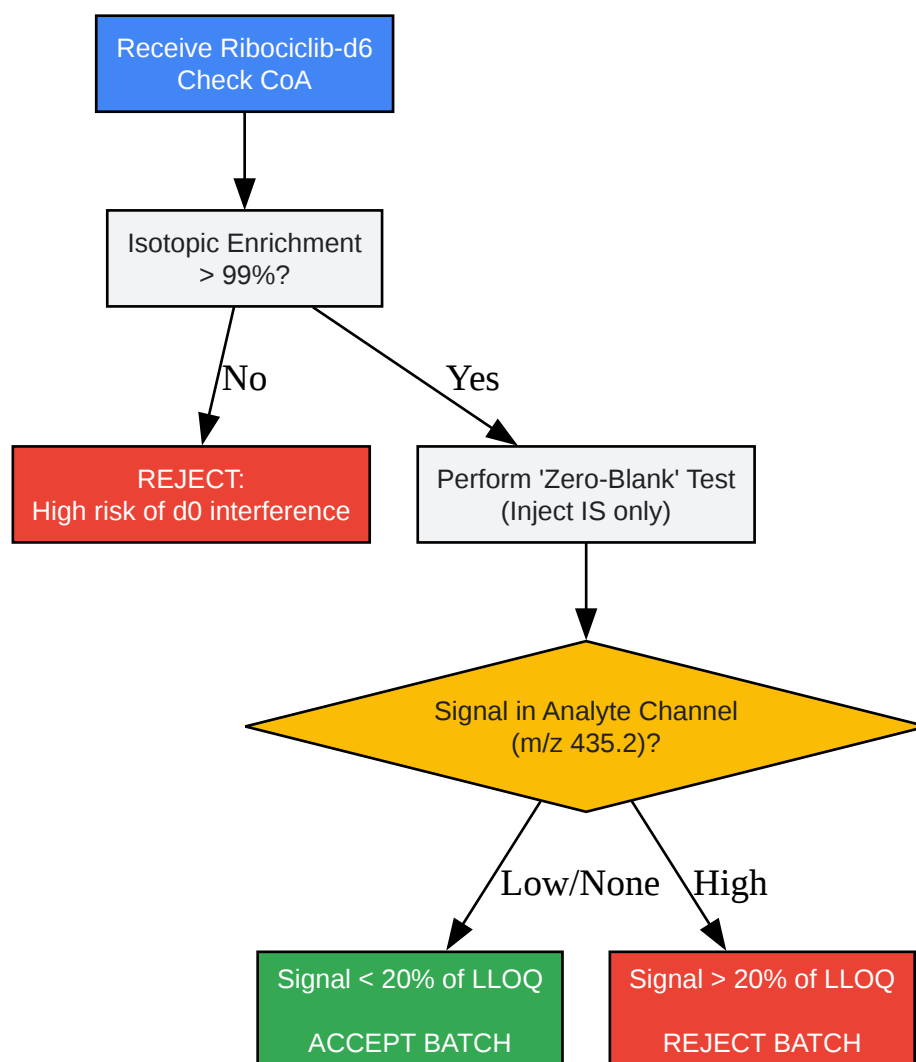 Receive Ribociclib-d6
Check CoA
Isotopic Enrichment
> 99%?
No
Yes
REJECT:
High risk of d0 interference
Perform 'Zero-Blank' Test
(Inject IS only)
Signal in Analyte Channel
(m/z 435.2)?
Low/None
High
Signal < 20% of LLOQ
ACCEPT BATCH
Signal > 20% of LLOQ
REJECT BATCH